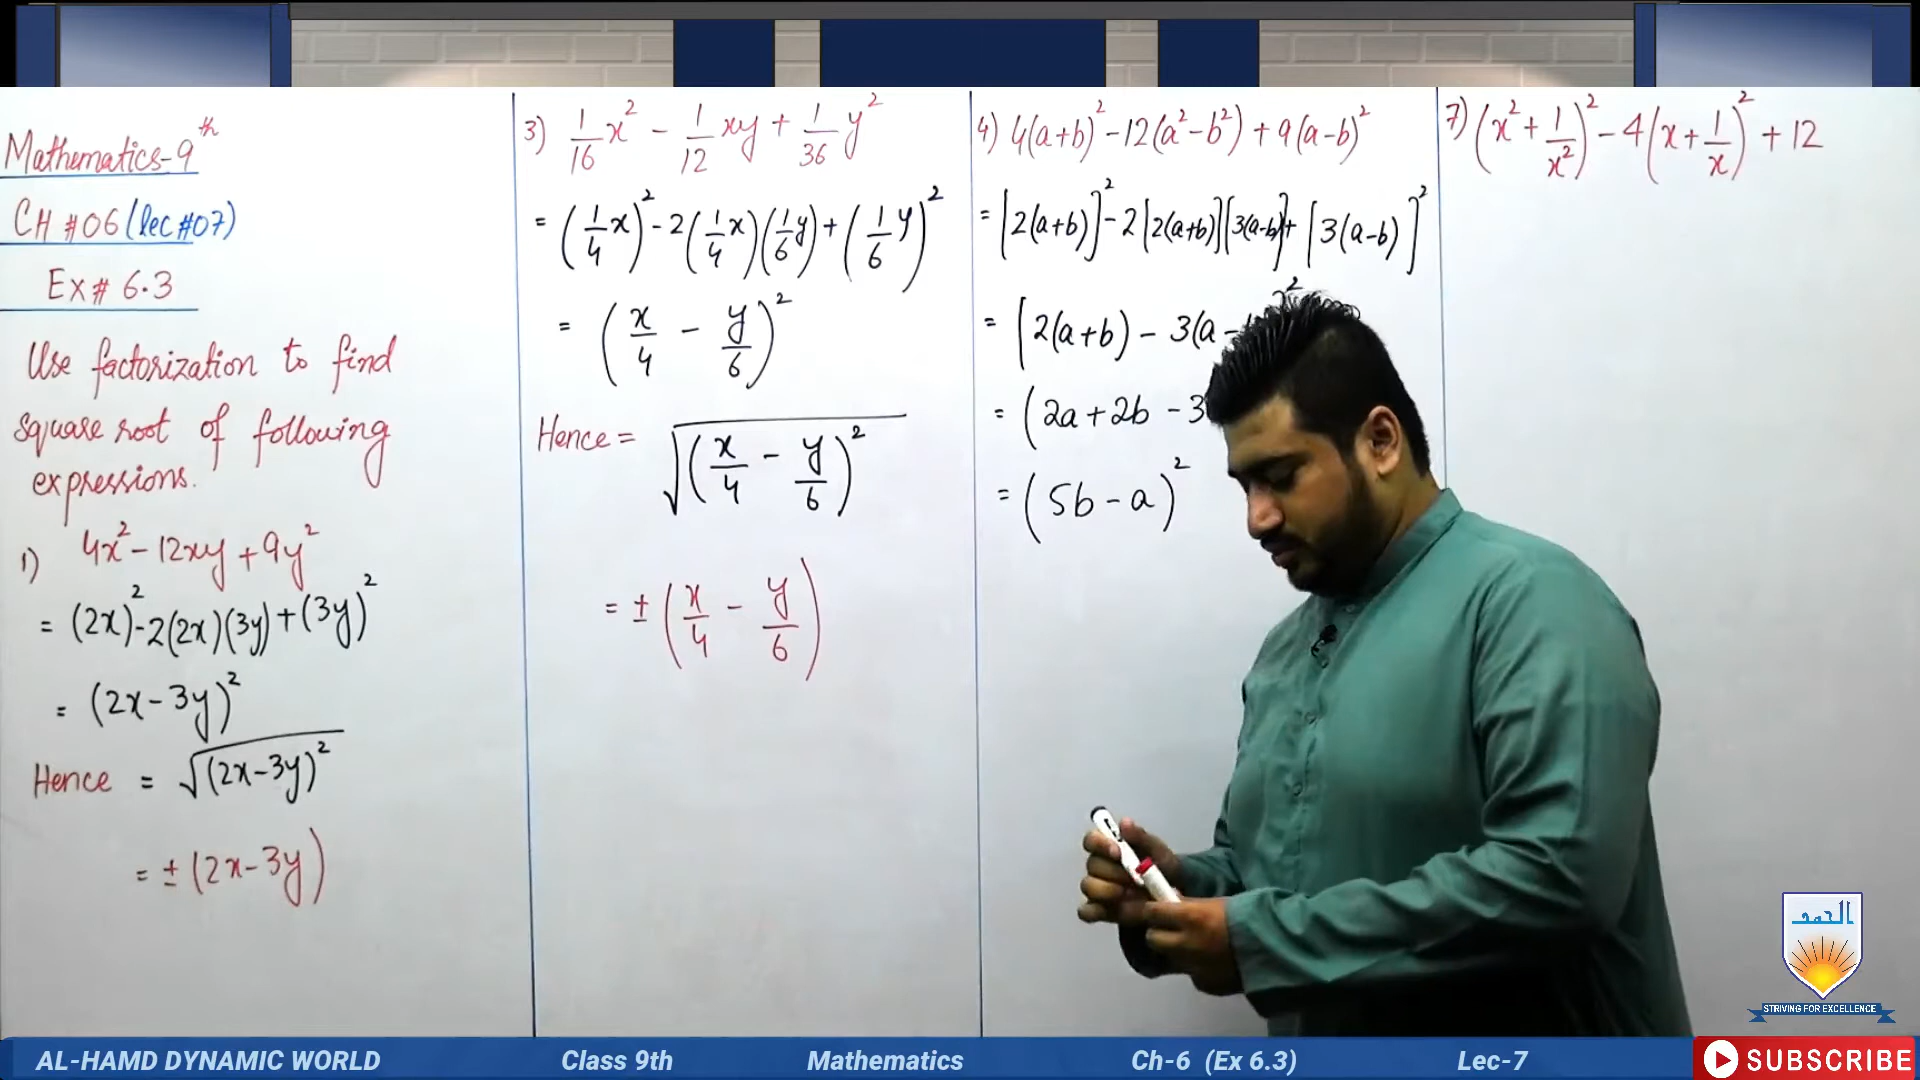 Mathematics-9th
CH #06 (lec #07)
Ex# 6.3
Use factorization to find
square root of following
expressions.
1) 4x² - 12xy + 9y²
= (2x)² - 2(2x)(3y) + (3y)²
= (2x - 3y)²
Hence = √(2x - 3y)²
= ± (2x - 3y)
3) 1/16 x² - 1/12 xy + 1/36 y²
= (1/4 x)² - 2(1/4 x)(1/6 y) + (1/6 y)²
= (x/4 - y/6)²
Hence = √(x/4 - y/6)²
= ± (x/4 - y/6)
4) 4(a+b)² - 12(a² - b²) + 9(a-b)²
= [2(a+b)]² - 2[2(a+b)][3(a-b)] + [3(a-b)]²
= [2(a+b) - 3(a -
= (2a + 2b - 3
= (5b - a)²
7) (x² + 1/x²)² - 4(x + 1/x)² + 12
الحمد
STRIVING FOR EXCELLENCE
AL-HAMD DYNAMIC WORLD Class 9th Mathematics Ch-6 (Ex 6.3) Lec-7 SUBSCRIBE